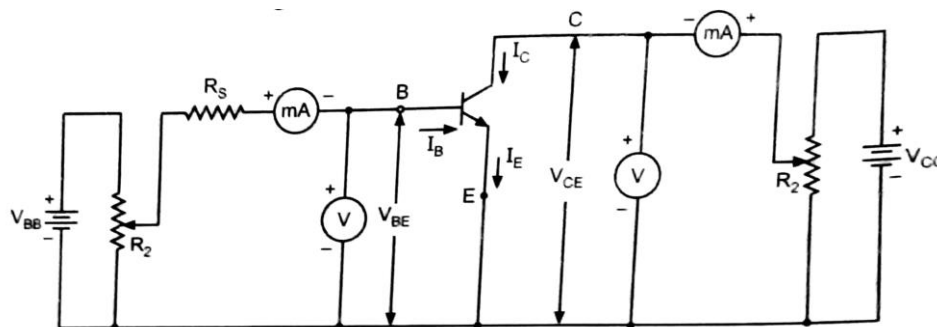 C
− mA +
I_C
R_S
+ mA −
B
I_B
I_E
+ V −
V_BE
E
V_CE
+ V −
R_2
+
V_CC
−
+
V_BB
−
R_2